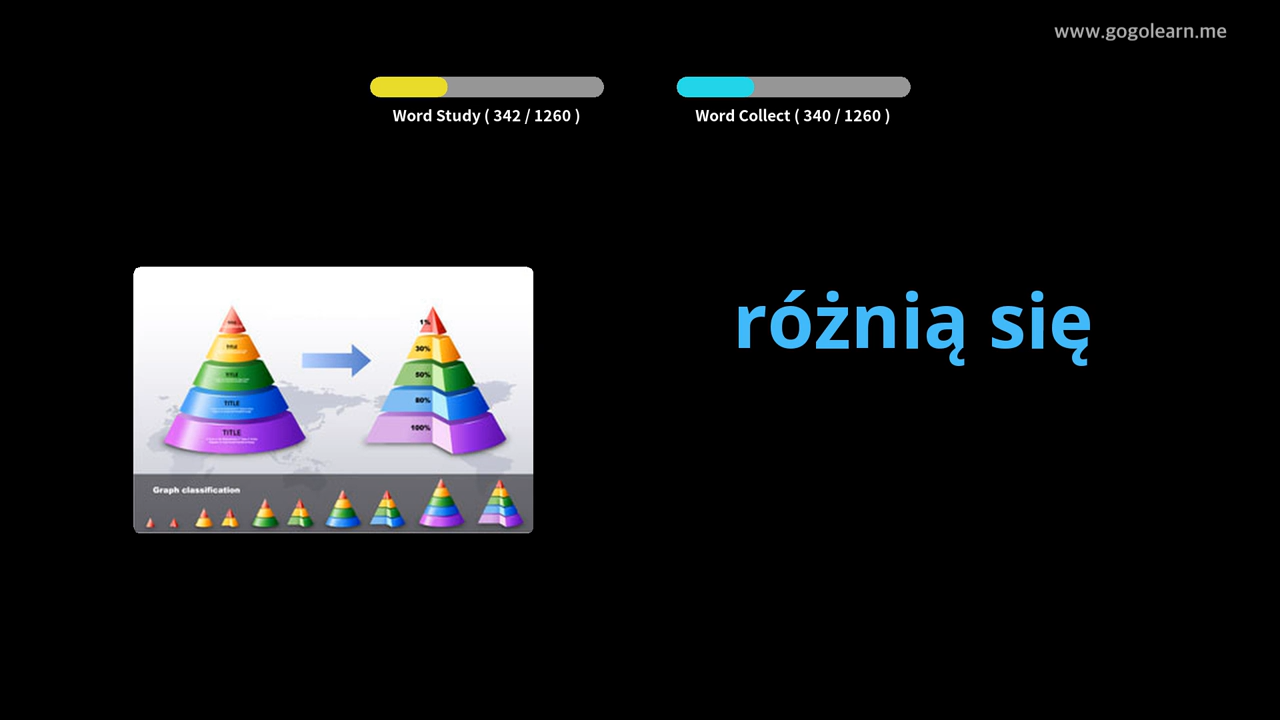 www.gogolearn.me
Word Study ( 342 / 1260 )
Word Collect ( 340 / 1260 )
różnią się
TITLE
TITLE
TITLE
TITLE
1%
30%
50%
80%
100%
Graph classification